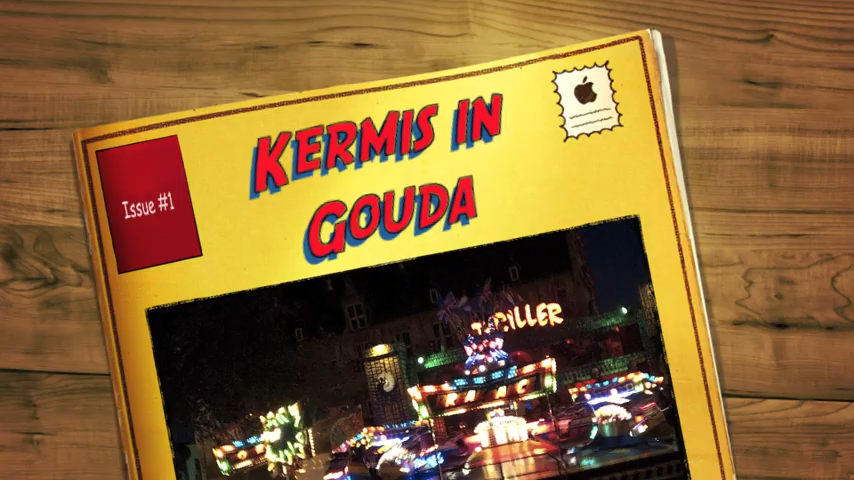 Issue #1
KERMIS IN
GOUDA
THRILLER